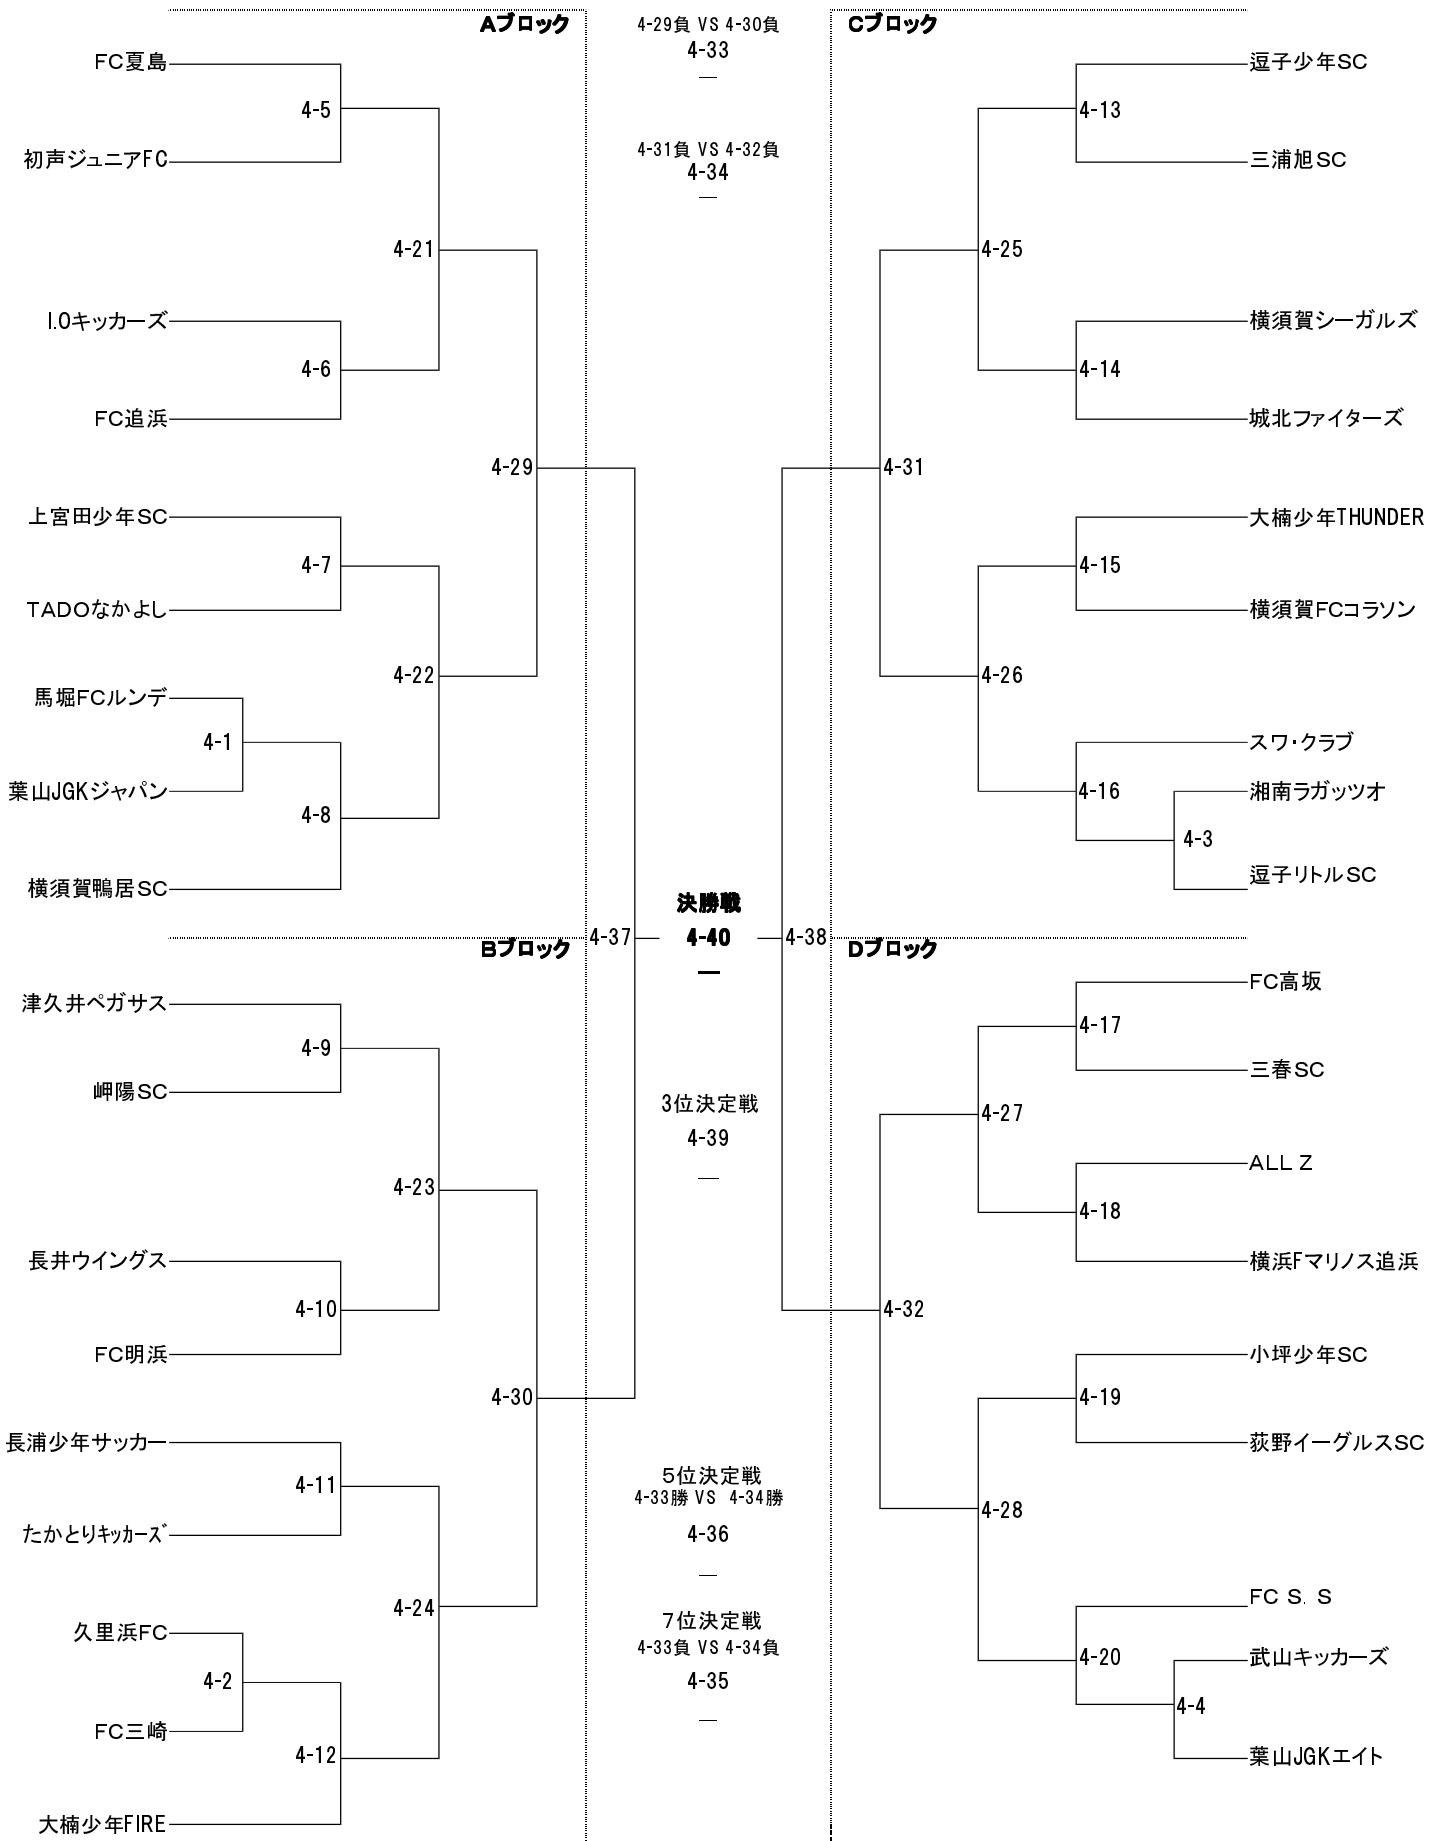 Aブロック
FC夏島
4-5
初声ジュニアFC
4-21
I.Oキッカーズ
4-6
FC追浜
4-29
上宮田少年SC
4-7
TADOなかよし
4-22
馬堀FCルンデ
4-1
葉山JGKジャパン
4-8
横須賀鴨居SC
4-37
Bブロック
津久井ペガサス
4-9
岬陽SC
4-23
長井ウイングス
4-10
FC明浜
4-30
長浦少年サッカー
4-11
たかとりキッカーズ
4-24
久里浜FC
4-2
FC三崎
4-12
大楠少年FIRE
4-29負 VS 4-30負
4-33
―
4-31負 VS 4-32負
4-34
―
決勝戦
4-40
―
3位決定戦
4-39
―
5位決定戦
4-33勝 VS 4-34勝
4-36
―
7位決定戦
4-33負 VS 4-34負
4-35
―
Cブロック
逗子少年SC
4-13
三浦旭SC
4-25
横須賀シーガルズ
4-14
城北ファイターズ
4-31
大楠少年THUNDER
4-15
横須賀FCコラソン
4-26
スワ・クラブ
4-16
湘南ラガッツオ
4-3
逗子リトルSC
4-38
Dブロック
FC高坂
4-17
三春SC
4-27
ALL Z
4-18
横浜Fマリノス追浜
4-32
小坪少年SC
4-19
荻野イーグルスSC
4-28
FC S. S
4-20
武山キッカーズ
4-4
葉山JGKエイト